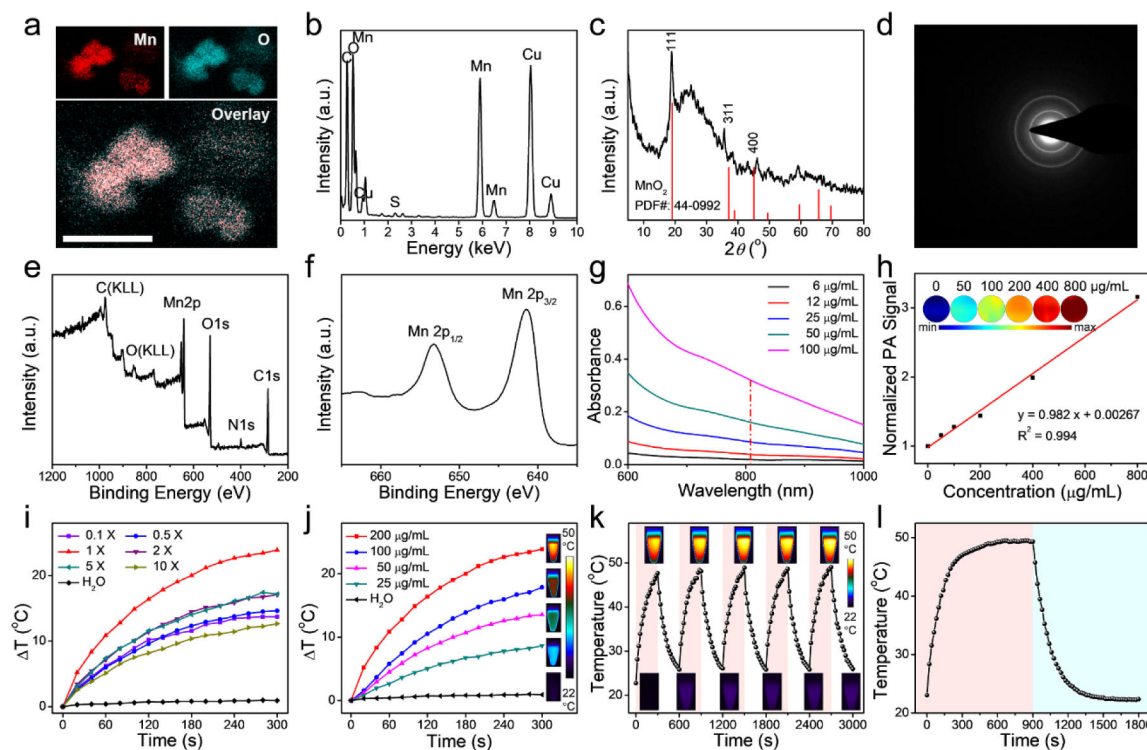 a
Mn
O
Overlay
b
Intensity (a.u.)
C
O
Mn
Cu
S
Mn
Mn
Cu
Cu
0 1 2 3 4 5 6 7 8 9 10
Energy (keV)
c
Intensity (a.u.)
111
311
400
MnO2
PDF#: 44-0992
10 20 30 40 50 60 70 80
2θ (°)
d
e
Intensity (a.u.)
C(KLL)
O(KLL)
Mn2p
O1s
N1s
C1s
1200 1000 800 600 400 200
Binding Energy (eV)
f
Intensity (a.u.)
Mn 2p1/2
Mn 2p3/2
660 650 640
Binding Energy (eV)
g
Absorbance
0.6
0.4
0.2
0.0
6 μg/mL
12 μg/mL
25 μg/mL
50 μg/mL
100 μg/mL
600 700 800 900 1000
Wavelength (nm)
h
Normalized PA Signal
3
2
1
0 50 100 200 400 800 μg/mL
min max
y = 0.982 x + 0.00267
R2 = 0.994
0 200 400 600 800
Concentration (μg/mL)
i
ΔT (°C)
20
10
0
0.1 X 0.5 X
1 X 2 X
5 X 10 X
H2O
0 60 120 180 240 300
Time (s)
j
ΔT (°C)
20
10
0
200 μg/mL
100 μg/mL
50 μg/mL
25 μg/mL
H2O
50
°C
22
°C
0 60 120 180 240 300
Time (s)
k
Temperature (°C)
60
50
40
30
20
50
°C
22
°C
0 600 1200 1800 2400 3000
Time (s)
l
Temperature (°C)
50
40
30
20
0 300 600 900 1200 1500 1800
Time (s)